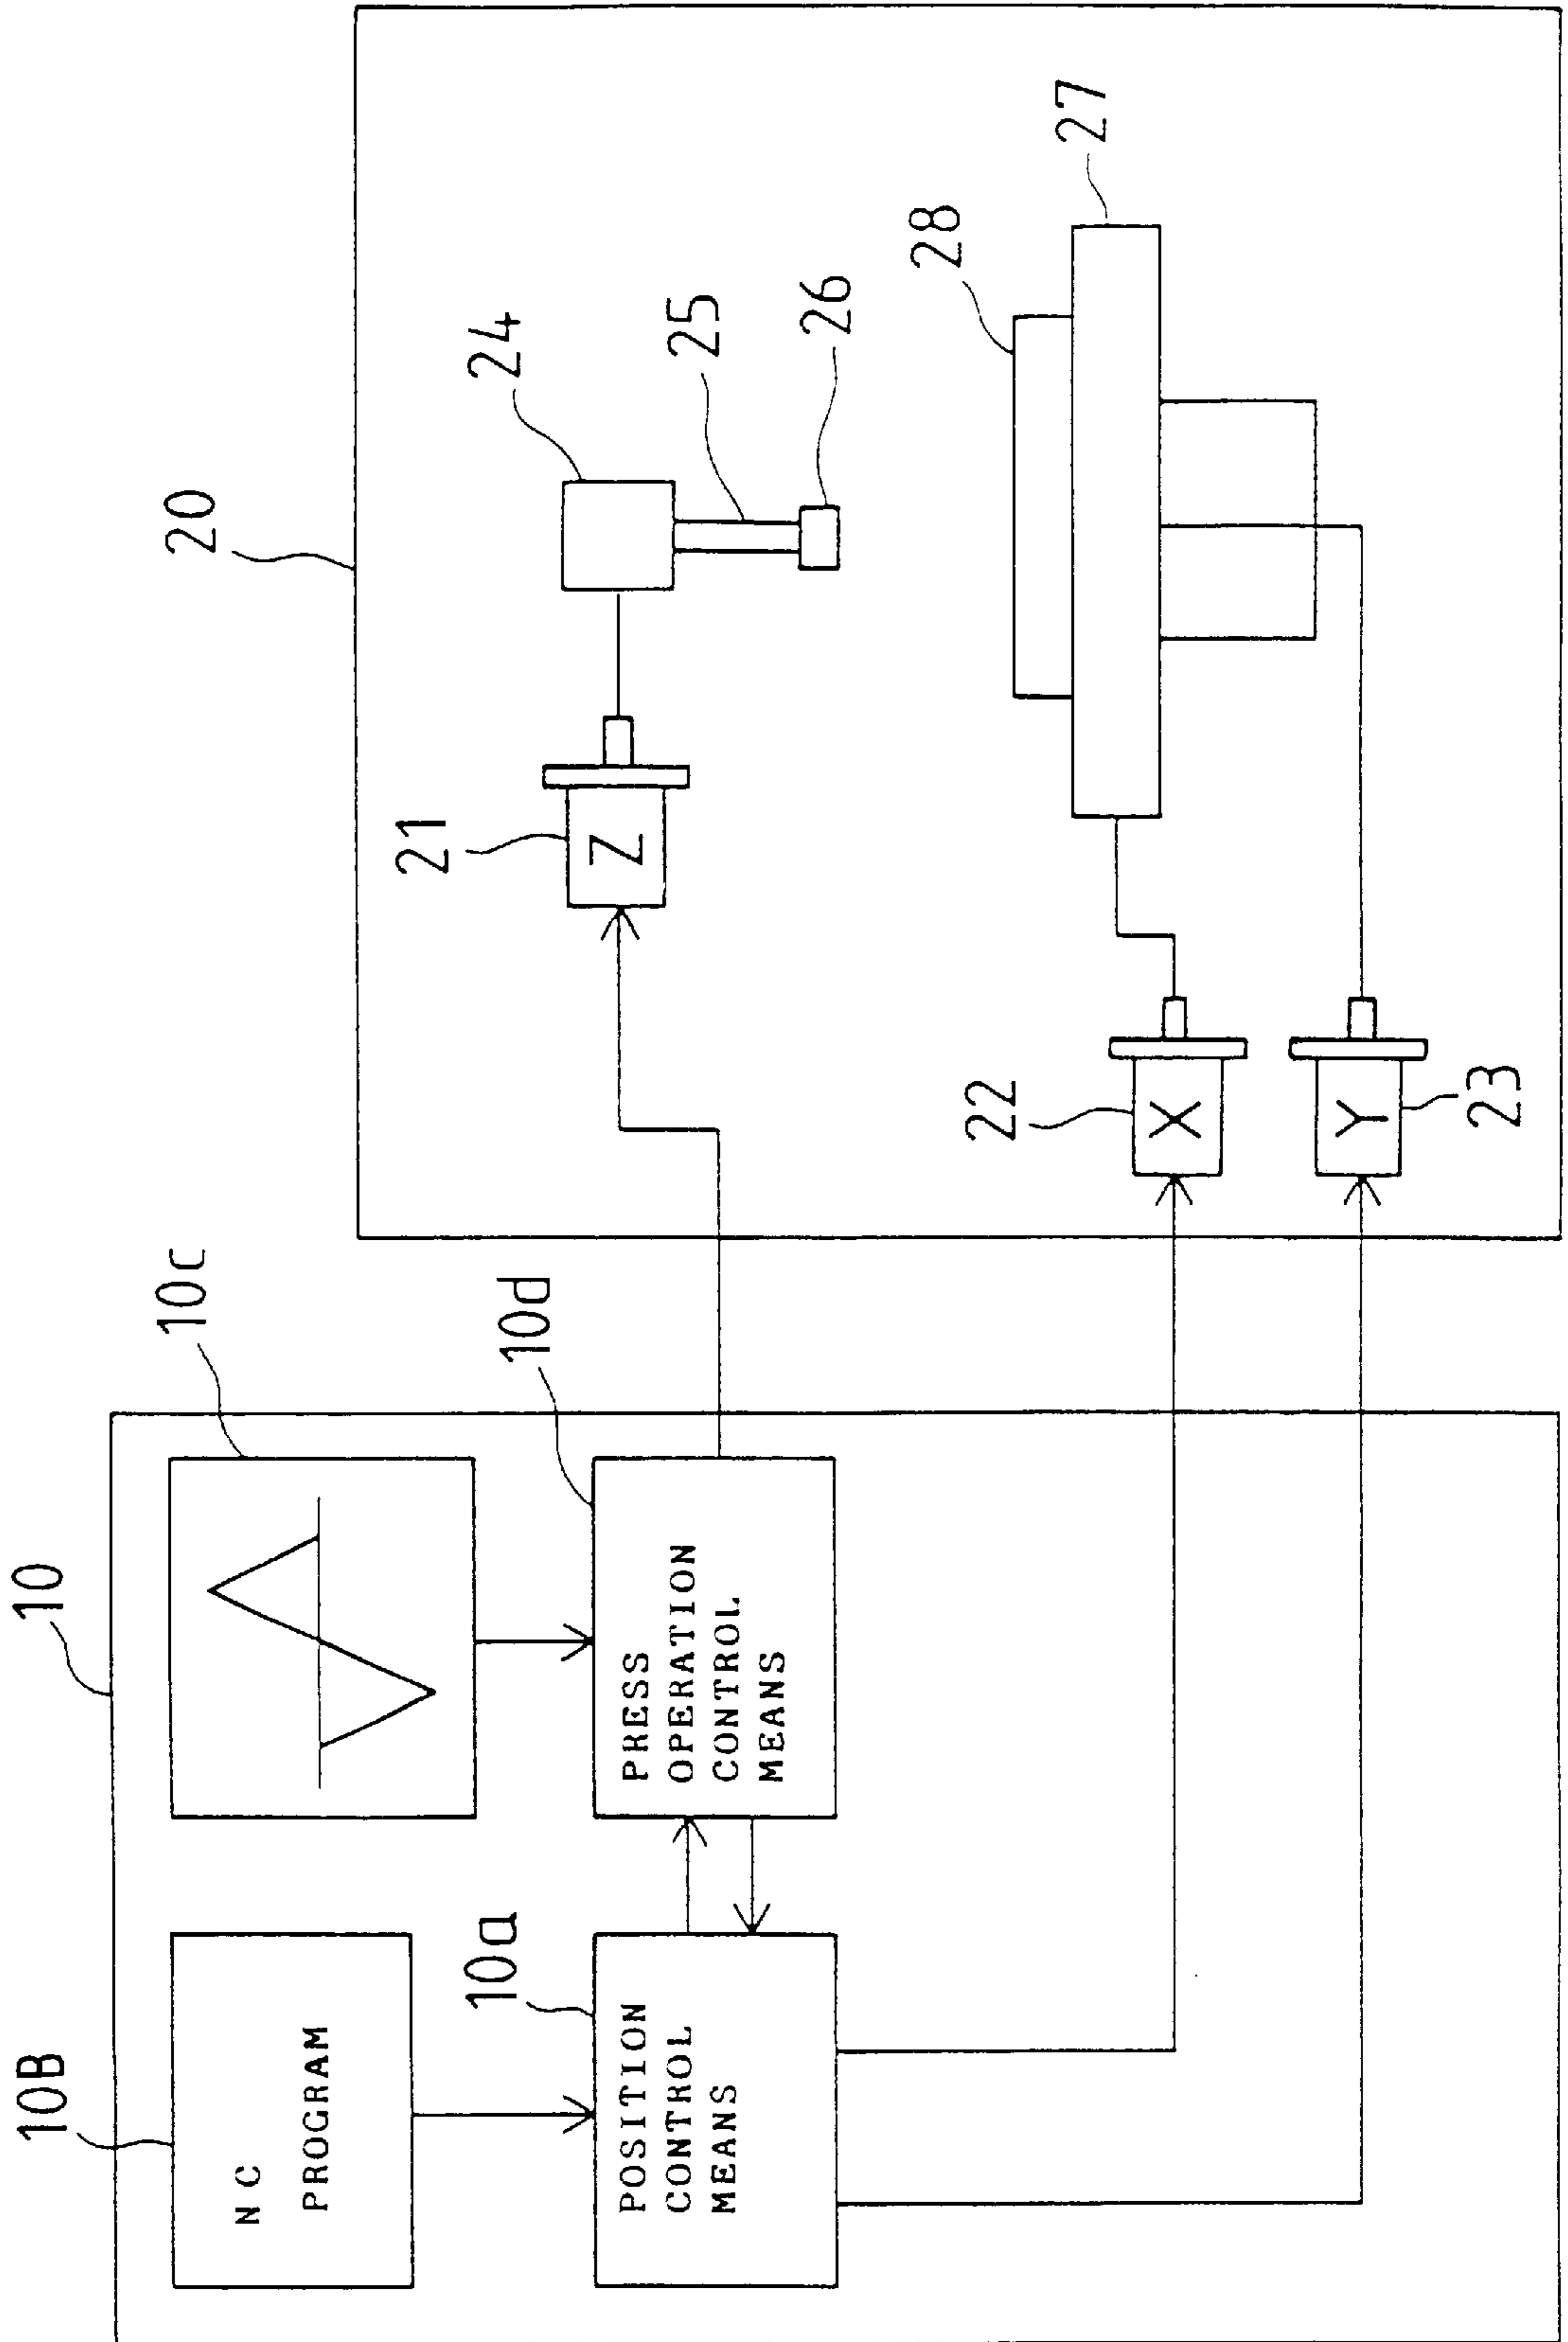 10
20
10B
10c
NC
PROGRAM
10a
10d
POSITION
CONTROL
MEANS
PRESS
OPERATION
CONTROL
MEANS
21
Z
24
25
26
28
27
22
X
Y
23